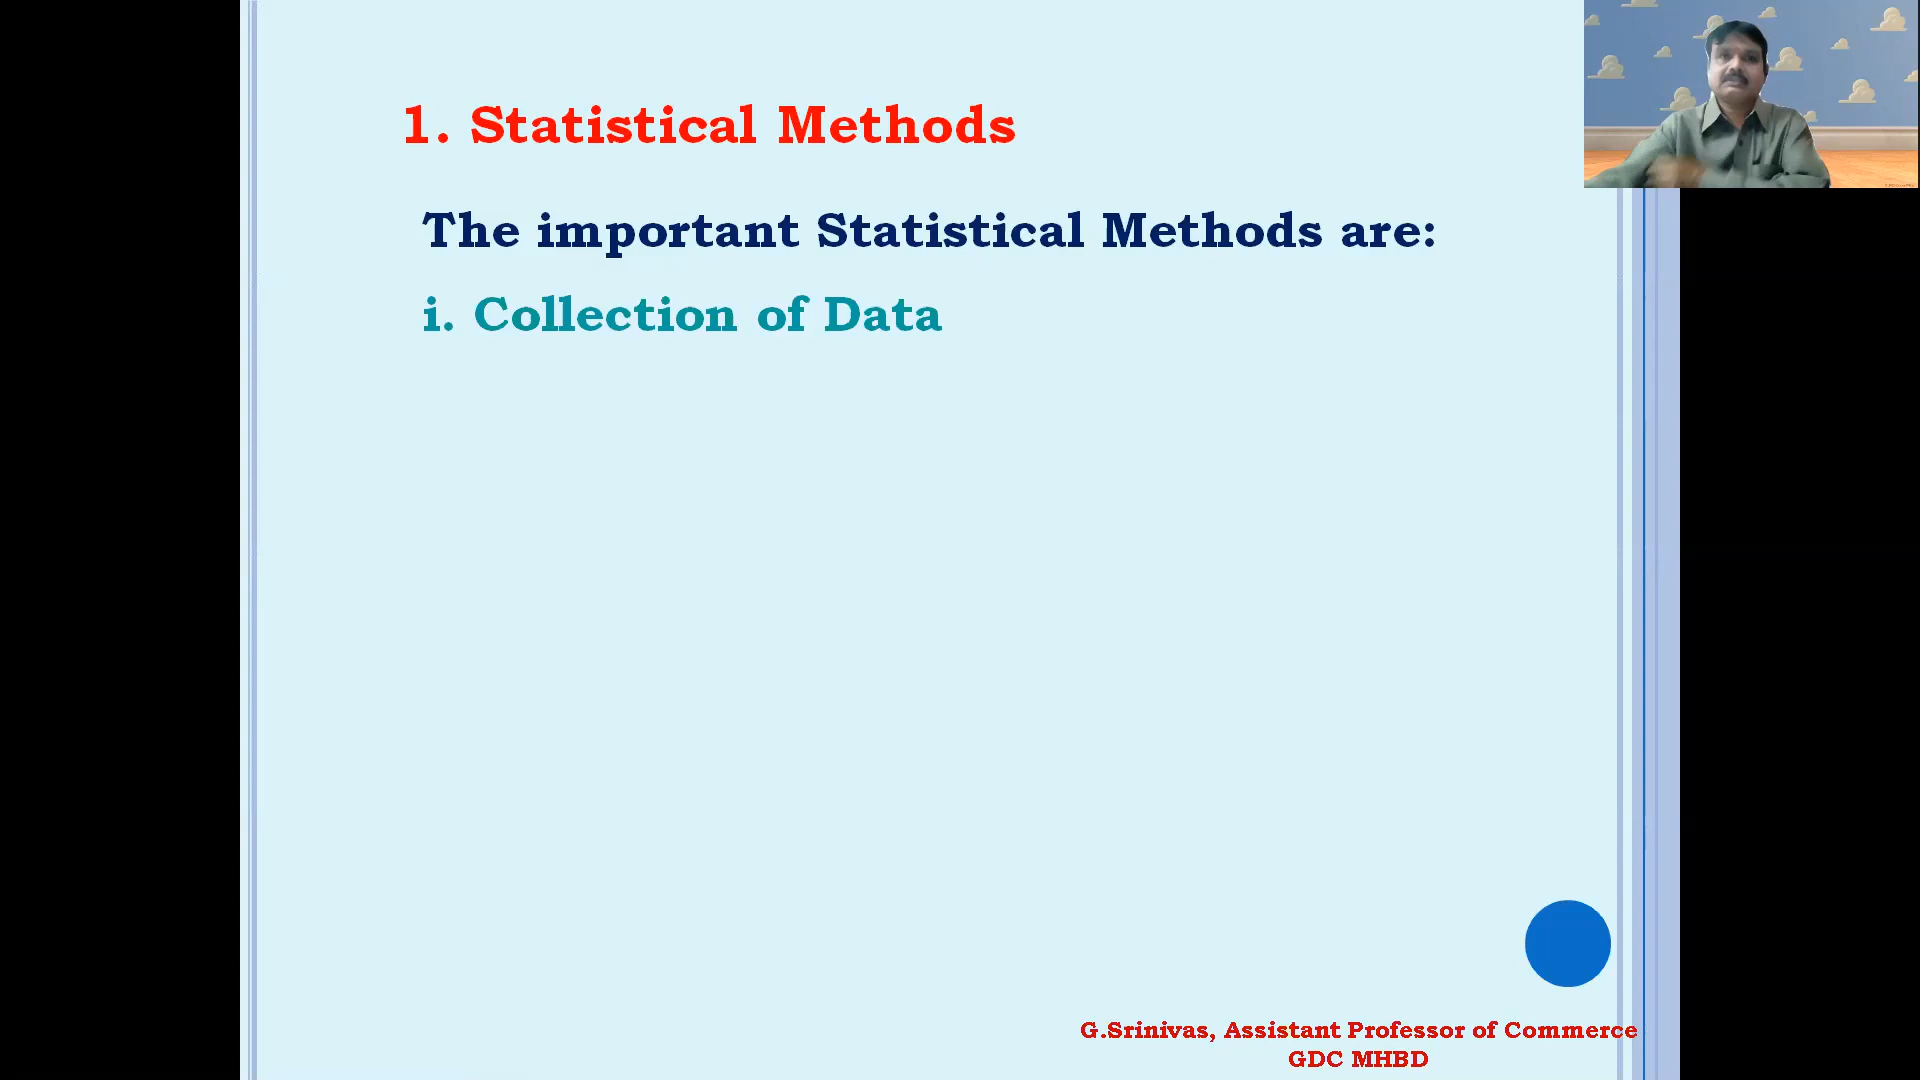 1. Statistical Methods
The important Statistical Methods are:
i. Collection of Data
G.Srinivas, Assistant Professor of Commerce
GDC MHBD